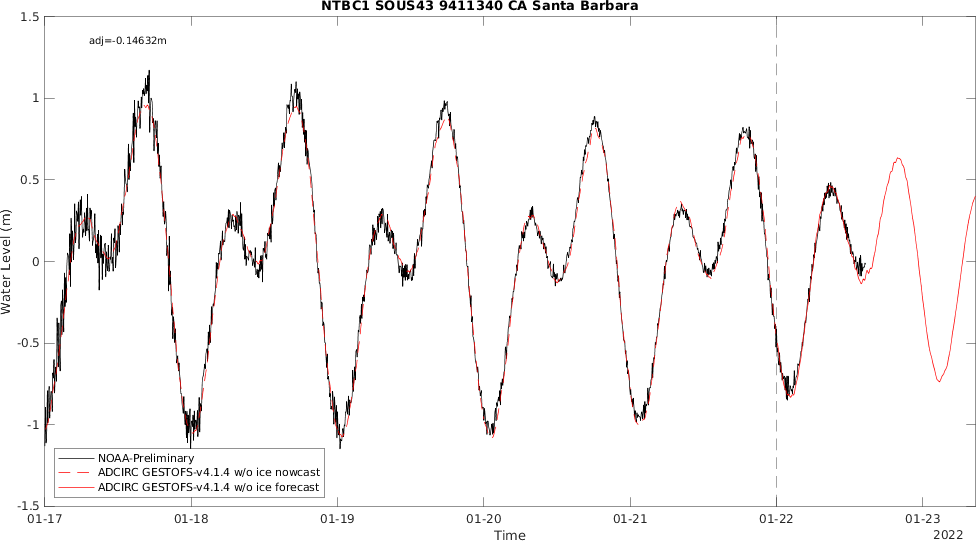 NTBC1 SOUS43 9411340 CA Santa Barbara
adj=-0.14632m
1.5
1
0.5
0
-0.5
-1
-1.5
Water Level (m)
NOAA-Preliminary
ADCIRC GESTOFS-v4.1.4 w/o ice nowcast
ADCIRC GESTOFS-v4.1.4 w/o ice forecast
01-17 01-18 01-19 01-20 01-21 01-22 01-23
Time
2022